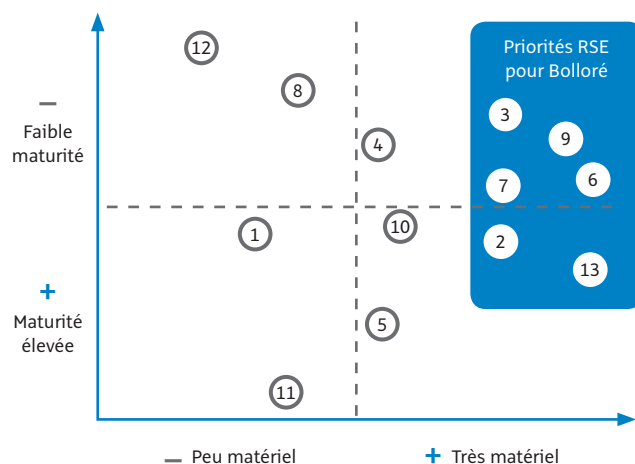 Priorités RSE
pour Bolloré
12
8
3
4
9
−
Faible
maturité
7
6
1
10
2
13
+
Maturité
élevée
5
11
− Peu matériel
+ Très matériel